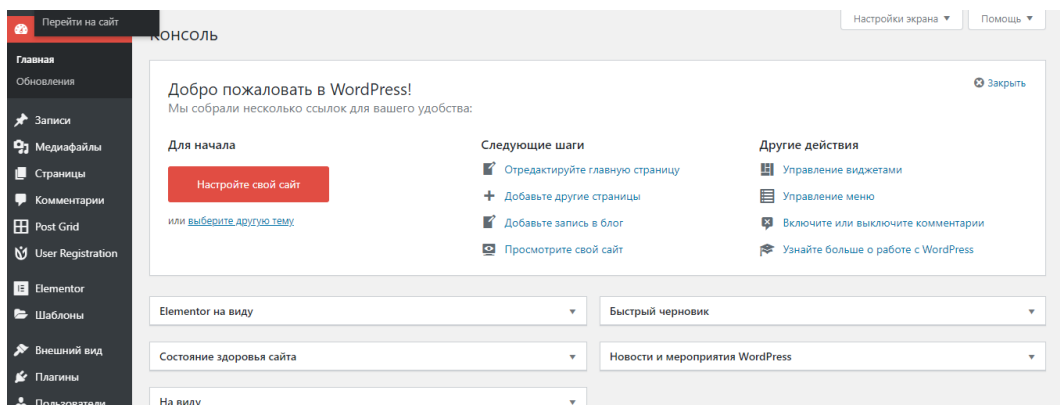 Перейти на сайт
Настройки экрана
Помощь
Консоль
Главная
Обновления
Записи
Медиафайлы
Страницы
Комментарии
Post Grid
User Registration
Elementor
Шаблоны
Внешний вид
Плагины
Пользователи
Добро пожаловать в WordPress!
Закрыть
Мы собрали несколько ссылок для вашего удобства:
Для начала
Настройте свой сайт
или выберите другую тему
Следующие шаги
Отредактируйте главную страницу
Добавьте другие страницы
Добавьте запись в блог
Просмотрите свой сайт
Другие действия
Управление виджетами
Управление меню
Включите или выключите комментарии
Узнайте больше о работе с WordPress
Elementor на виду
Быстрый черновик
Состояние здоровья сайта
Новости и мероприятия WordPress
На виду